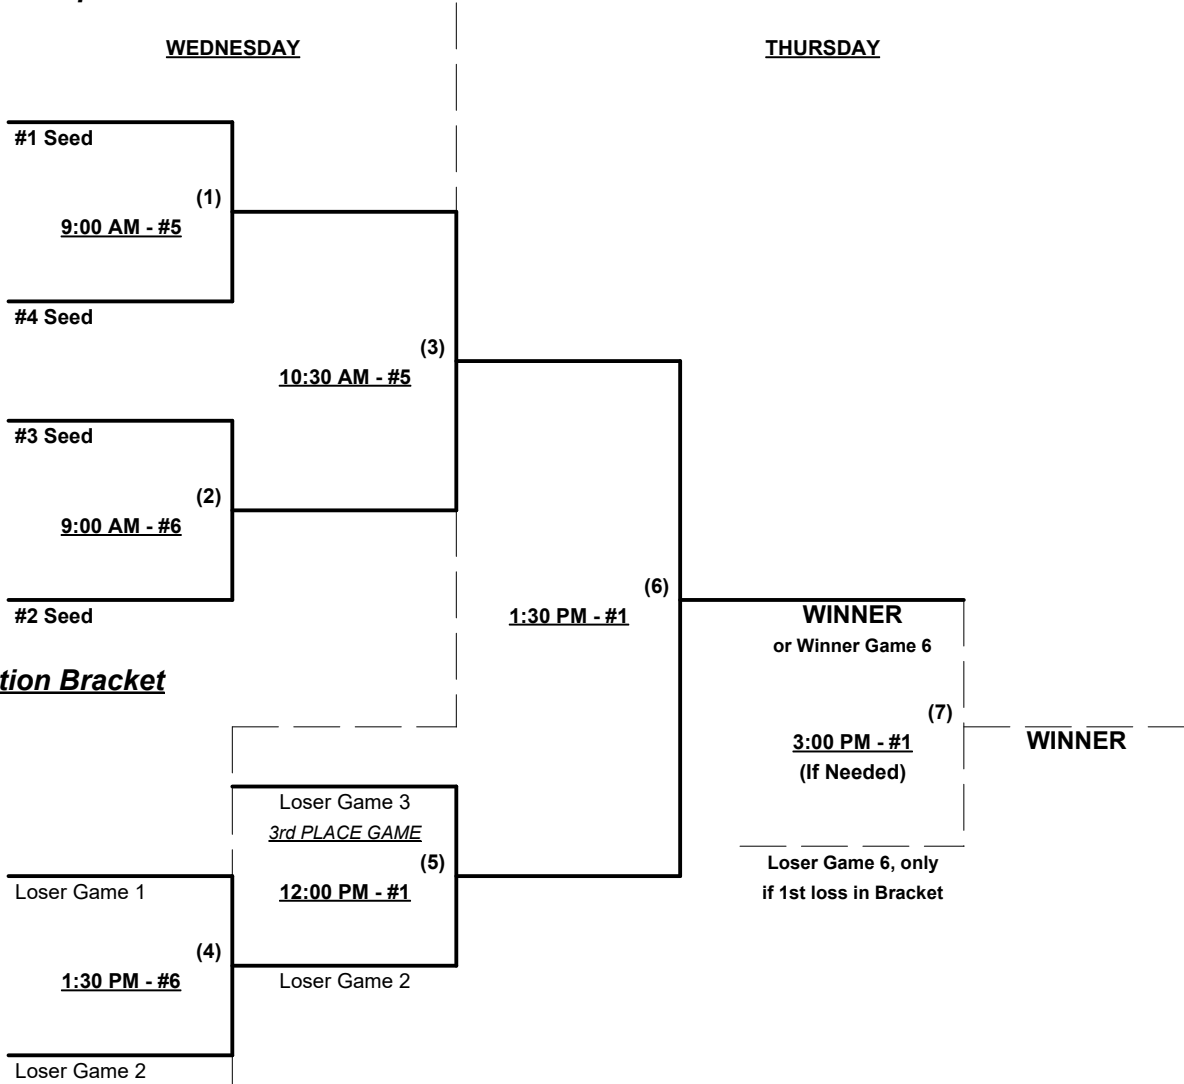 WEDNESDAY
THURSDAY
#1 Seed
(1)
9:00 AM - #5
#4 Seed
(3)
10:30 AM - #5
#3 Seed
(2)
9:00 AM - #6
#2 Seed
(6)
1:30 PM - #1
WINNER
or Winner Game 6
tion Bracket
(7)
3:00 PM - #1
WINNER
(If Needed)
Loser Game 3
3rd PLACE GAME
(5)
12:00 PM - #1
Loser Game 6, only
if 1st loss in Bracket
Loser Game 1
(4)
1:30 PM - #6
Loser Game 2
Loser Game 2